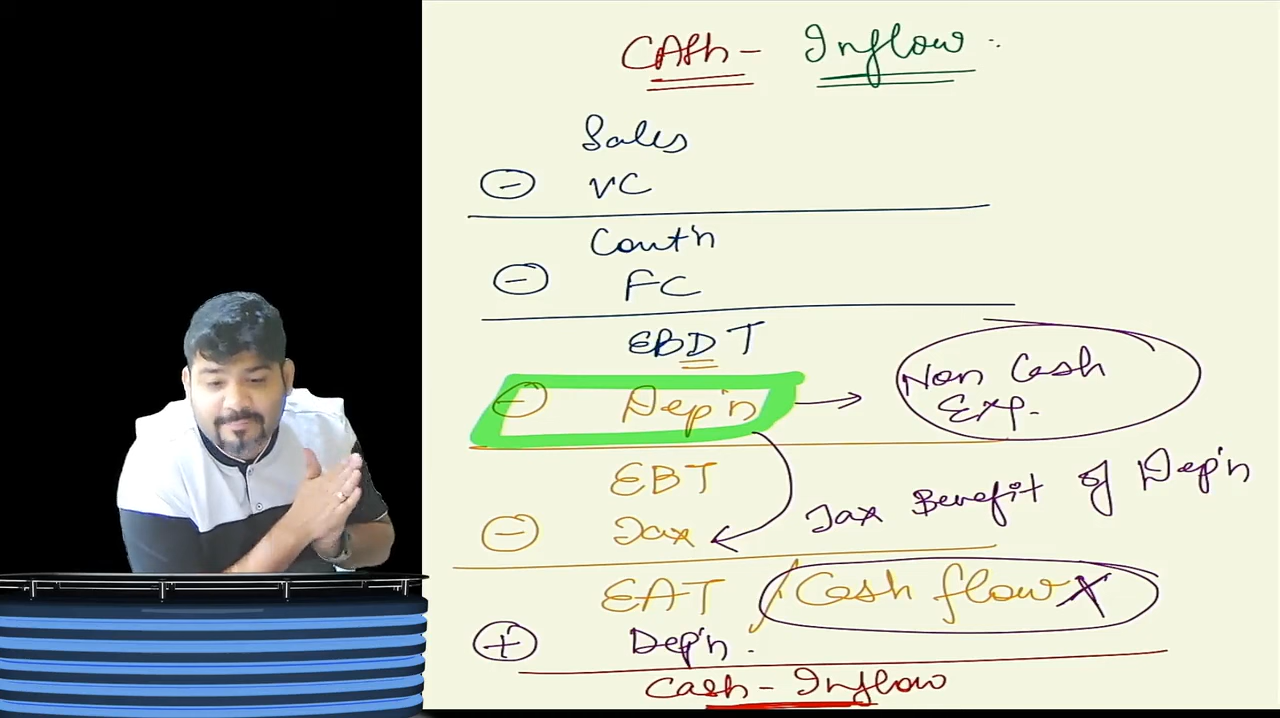 CASH - Inflow
Sales
- VC
Cont'n
- FC
EBDT
- Dep'n → Non Cash Exp.
EBT
- Tax ← Tax Benefit of Dep'n
EAT / Cash flow X
+ Dep'n.
Cash - Inflow